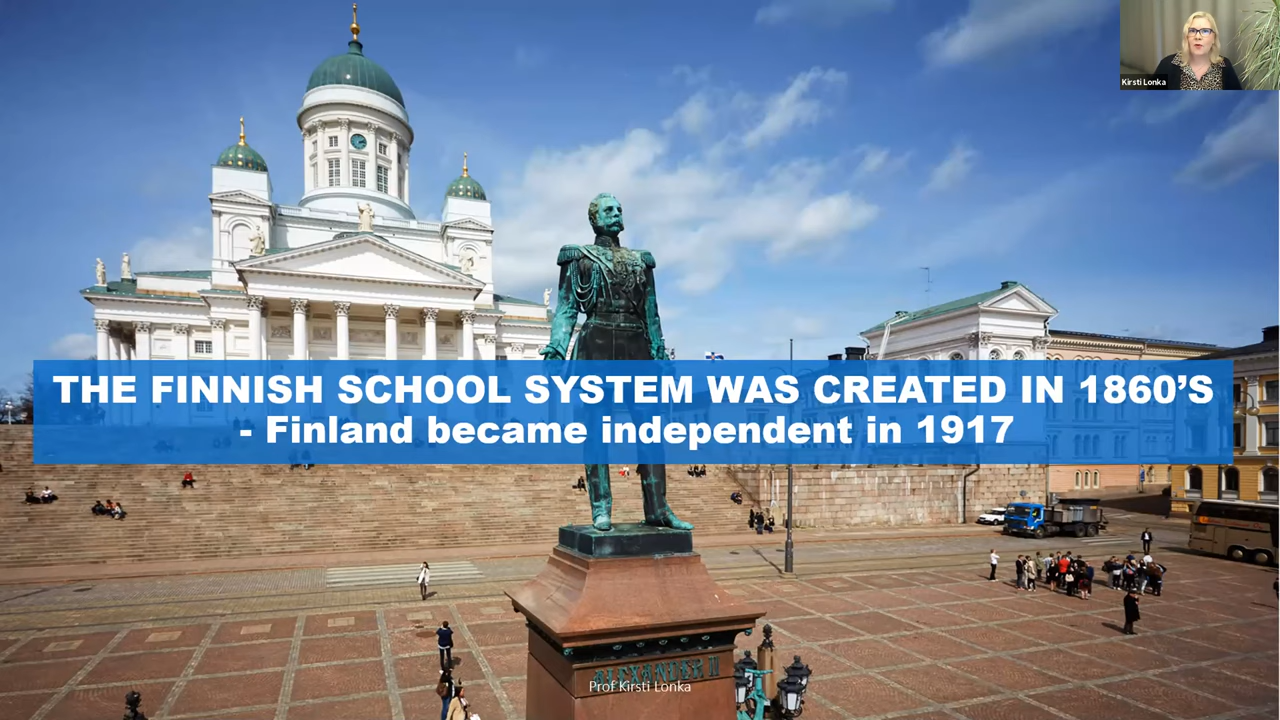 Kirsti Lonka
THE FINNISH SCHOOL SYSTEM WAS CREATED IN 1860’S
- Finland became independent in 1917
ALEXANDER II
Prof Kirsti Lonka